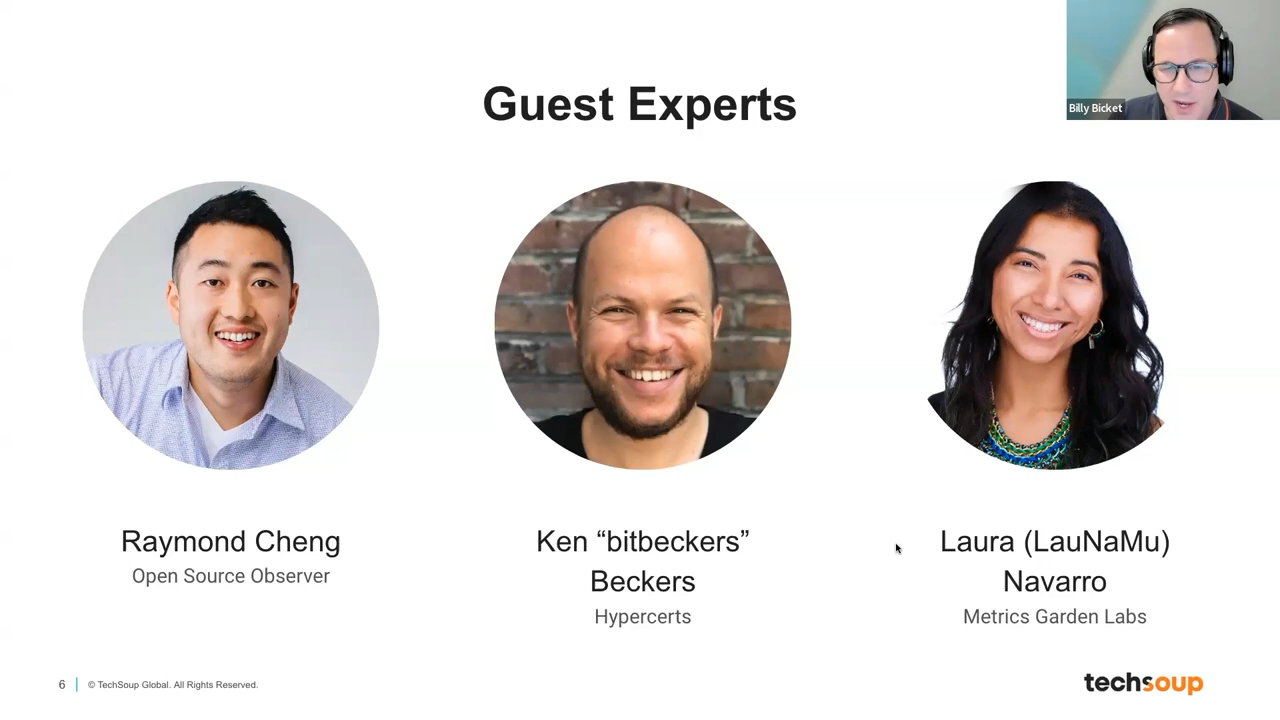 Guest Experts
Billy Bicket
Raymond Cheng
Open Source Observer
Ken “bitbeckers”
Beckers
Hypercerts
Laura (LauNaMu)
Navarro
Metrics Garden Labs
6
© TechSoup Global. All Rights Reserved.
techsoup